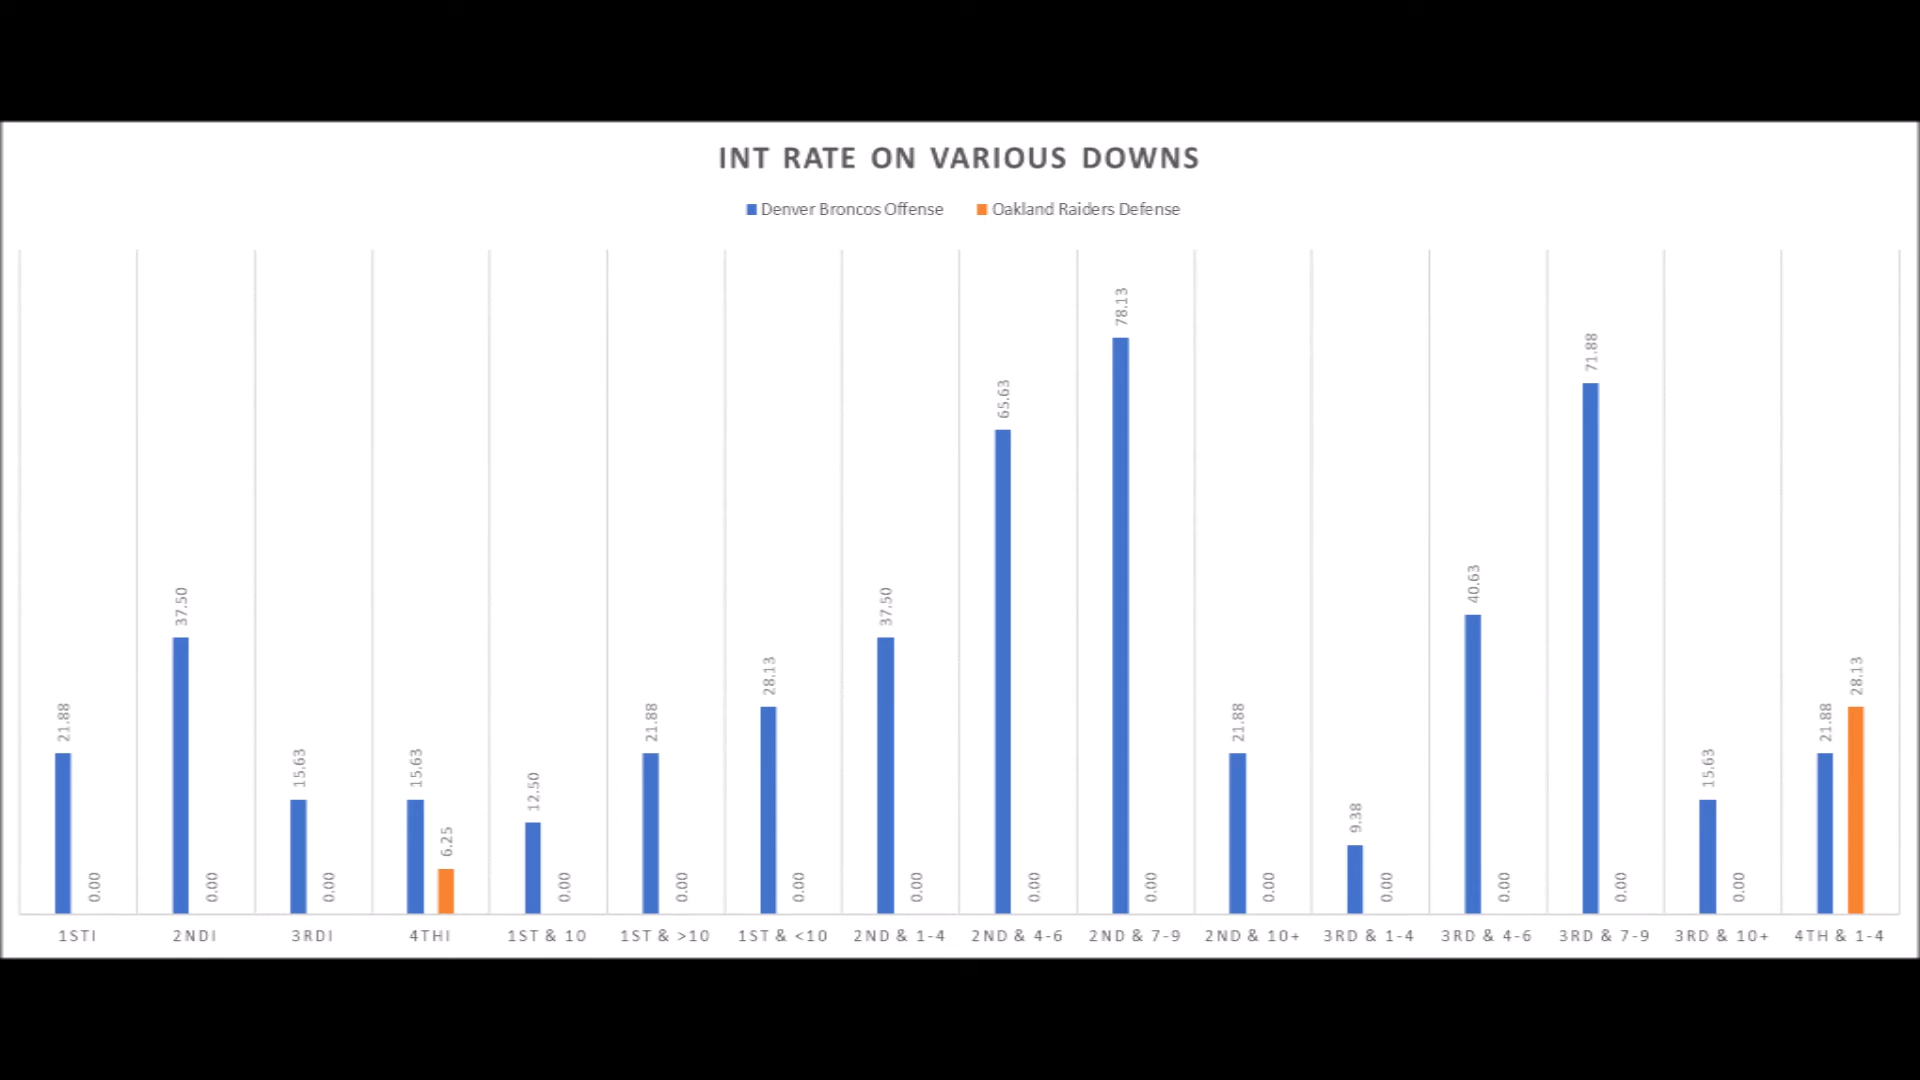 INT RATE ON VARIOUS DOWNS
Denver Broncos Offense Oakland Raiders Defense
21.88 0.00 37.50 0.00 15.63 0.00 15.63 6.25 12.50 0.00 21.88 0.00 28.13 0.00 37.50 0.00 65.63 0.00 78.13 0.00 21.88 0.00 9.38 0.00 40.63 0.00 71.88 0.00 15.63 0.00 21.88 28.13
1STI 2NDI 3RDI 4THI 1ST & 10 1ST & >10 1ST & <10 2ND & 1-4 2ND & 4-6 2ND & 7-9 2ND & 10+ 3RD & 1-4 3RD & 4-6 3RD & 7-9 3RD & 10+ 4TH & 1-4